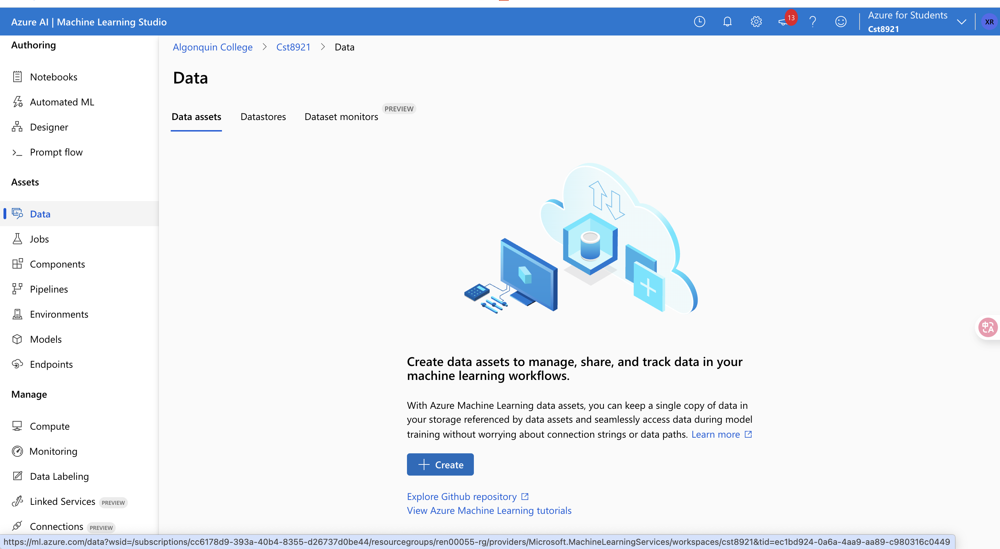 Azure AI | Machine Learning Studio
13
Azure for Students
Cst8921
XR
Authoring
Notebooks
Automated ML
Designer
Prompt flow
Assets
Data
Jobs
Components
Pipelines
Environments
Models
Endpoints
Manage
Compute
Monitoring
Data Labeling
Linked Services PREVIEW
Connections PREVIEW
Algonquin College > Cst8921 > Data
Data
Data assets Datastores Dataset monitors PREVIEW
Create data assets to manage, share, and track data in your
machine learning workflows.
With Azure Machine Learning data assets, you can keep a single copy of data in
your storage referenced by data assets and seamlessly access data during model
training without worrying about connection strings or data paths. Learn more
Create
Explore Github repository
View Azure Machine Learning tutorials
中A
https://ml.azure.com/data?wsid=/subscriptions/cc6178d9-393a-40b4-8355-d26737d0be44/resourcegroups/ren00055-rg/providers/Microsoft.MachineLearningServices/workspaces/cst8921&tid=ec1bd924-0a6a-4aa9-aa89-c980316c0449